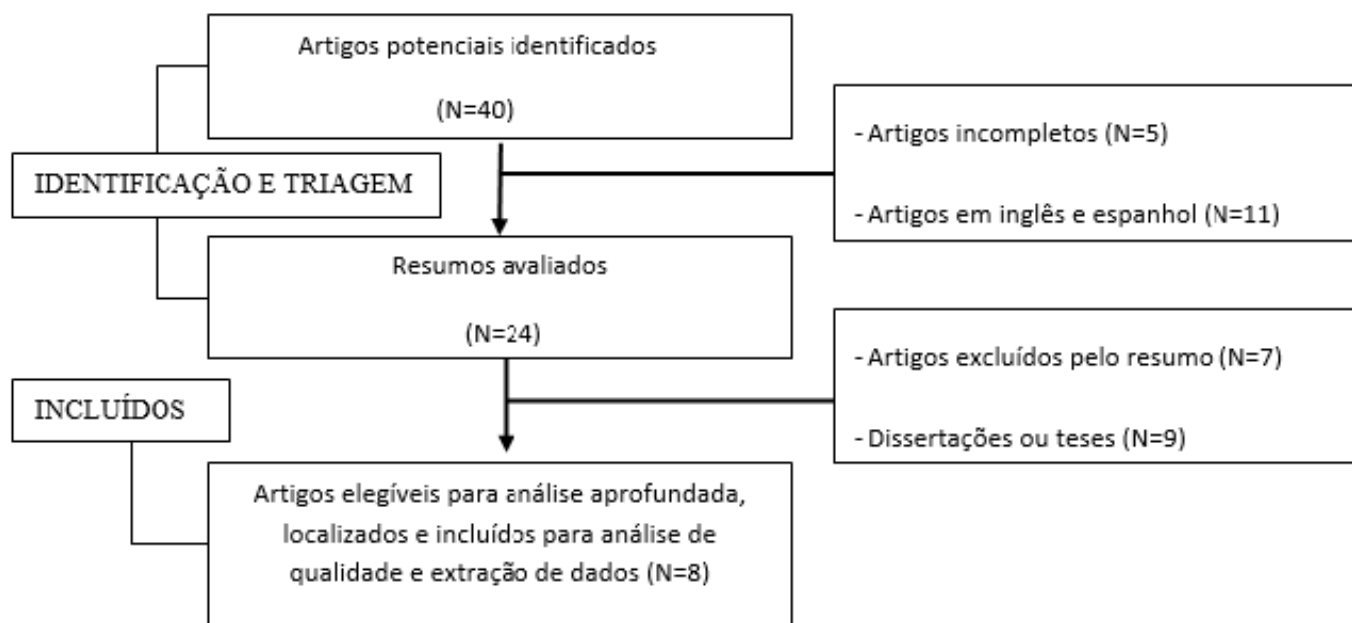 Artigos potenciais identificados
(N=40)
- Artigos incompletos (N=5)
IDENTIFICAÇÃO E TRIAGEM
- Artigos em inglês e espanhol (N=11)
Resumos avaliados
(N=24)
- Artigos excluídos pelo resumo (N=7)
INCLUÍDOS
- Dissertações ou teses (N=9)
Artigos elegíveis para análise aprofundada,
localizados e incluídos para análise de
qualidade e extração de dados (N=8)